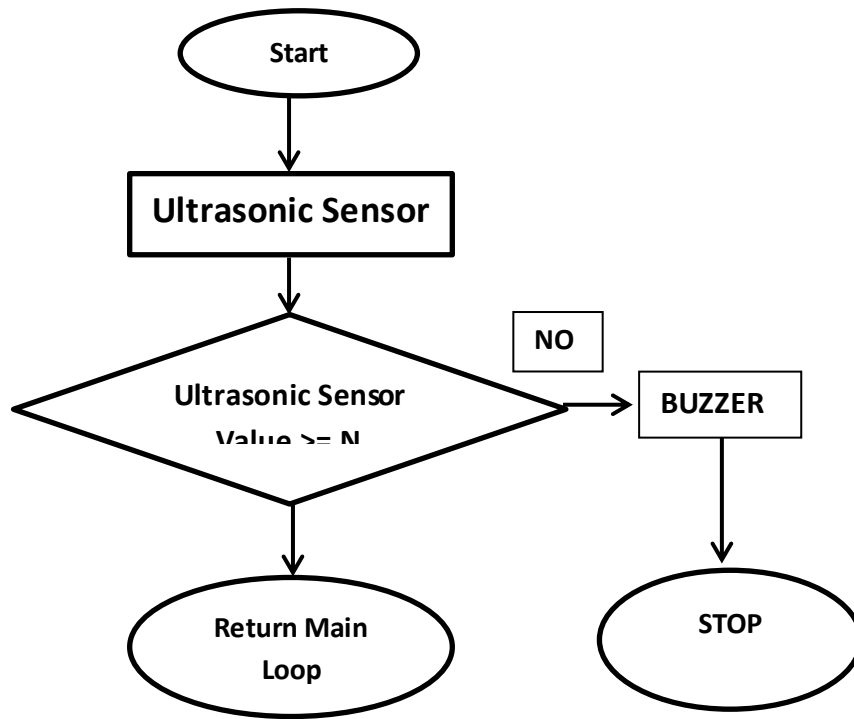 Start
Ultrasonic Sensor
NO
Ultrasonic Sensor
Value >= N
BUZZER
Return Main
Loop
STOP